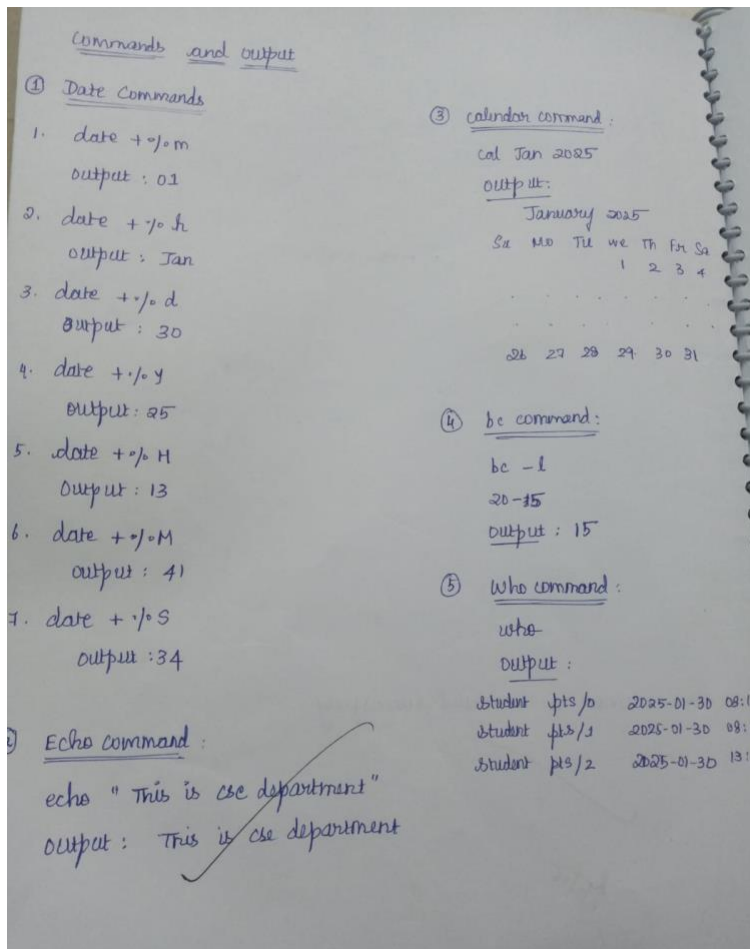 Commands and output
① Date Commands
1. date +%m
output : 01
2. date +%h
output : Jan
3. date +%d
output : 30
4. date +%y
output : 25
5. date +%H
output : 13
6. date +%M
output : 41
7. date +%S
output : 34
Echo command :
echo " This is cse department"
output : This is cse department
③ calendar command :
cal Jan 2025
output :
January 2025
Su Mo Tu We Th Fr Sa
1 2 3 4
. . . . . . .
. . . . . . .
26 27 28 29 30 31
④ bc command :
bc -l
20-15
output : 15
⑤ Who command :
who
output :
student pts/0 2025-01-30 08:
student pts/1 2025-01-30 08:
student pts/2 2025-01-30 13: